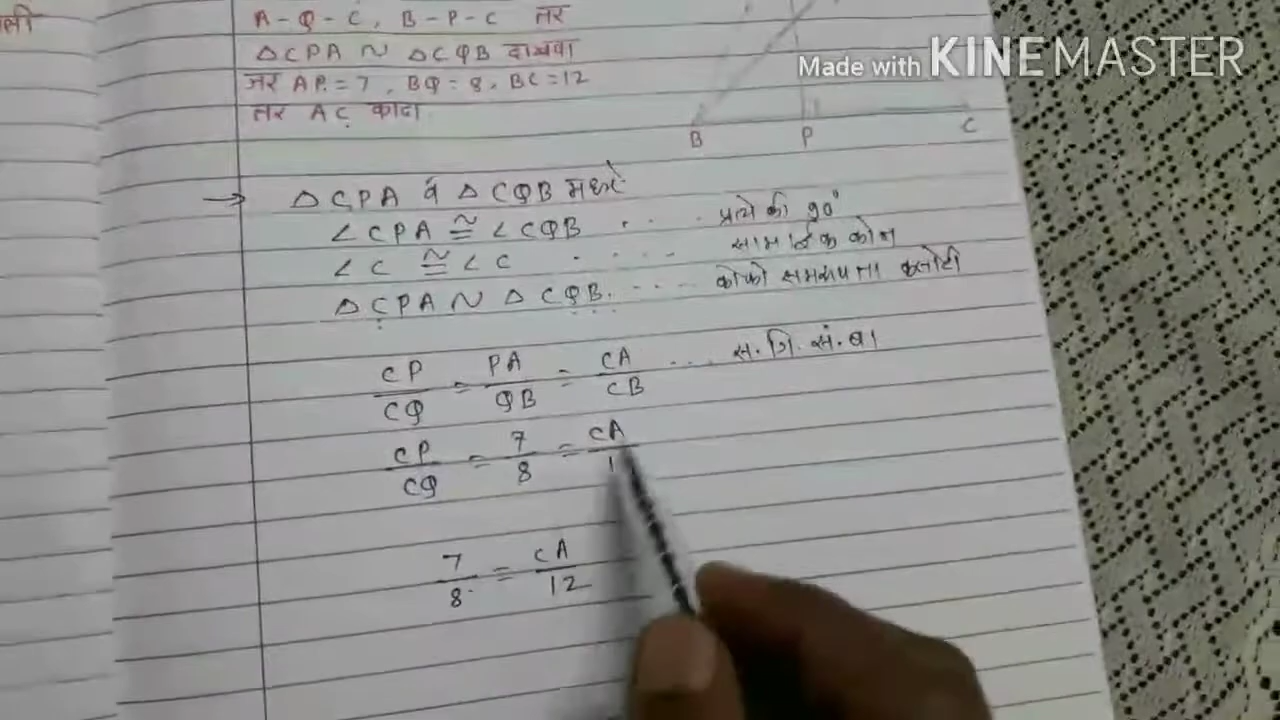 ली
A - Q - C, B - P - C तर
△CPA ~ △CQB दाखवा
जर AP = 7, BQ = 8, BC = 12
तर AC काढा
Made with KINEMASTER
B P C
→ △CPA व △CQB मध्ये
∠CPA ≅ ∠CQB .. . प्रत्येकी 90°
∠C ≅ ∠C . . . . . सामाईक कोन
△CPA ~ △CQB. . . . . कोको समरूपता कसोटी
CP/CQ = PA/QB = CA/CB ... स.त्रि.सं.बा
CP/CQ = 7/8 = CA/1
7/8 = CA/12